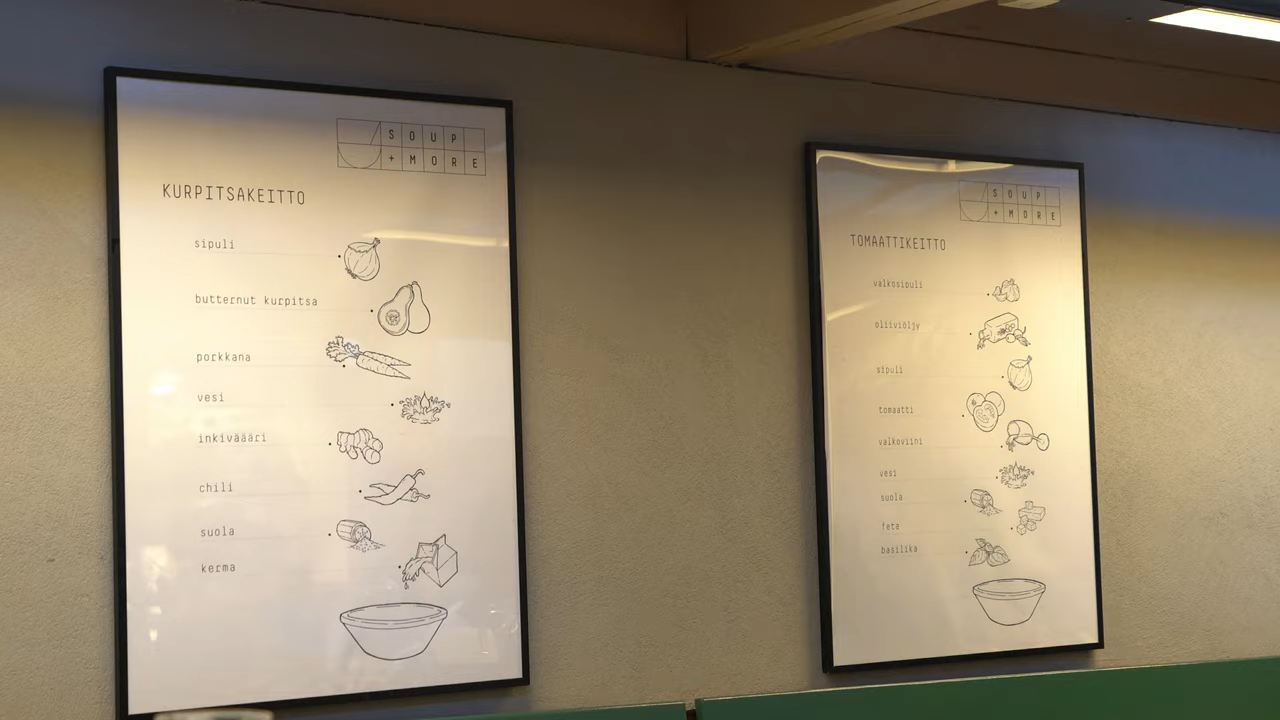 SOUP
+ MORE
KURPITSAKEITTO
sipuli
butternut kurpitsa
porkkana
vesi
inkivääri
chili
suola
kerma
SOUP
+ MORE
TOMAATTIKEITTO
valkosipuli
oliiviöljy
sipuli
tomaatti
valkoviini
vesi
suola
feta
basilika